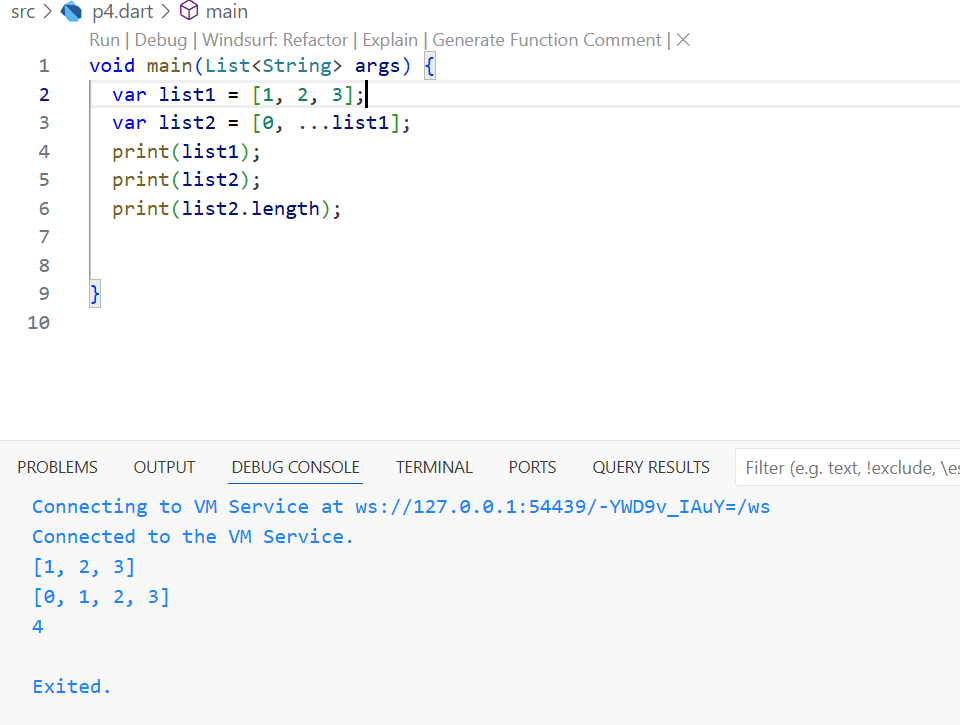 src > p4.dart > main
Run | Debug | Windsurf: Refactor | Explain | Generate Function Comment | ×
1 void main(List<String> args) {
2 var list1 = [1, 2, 3];
3 var list2 = [0, ...list1];
4 print(list1);
5 print(list2);
6 print(list2.length);
7
8
9 }
10
PROBLEMS OUTPUT DEBUG CONSOLE TERMINAL PORTS QUERY RESULTS Filter (e.g. text, !exclude, \es
Connecting to VM Service at ws://127.0.0.1:54439/-YWD9v_IAuY=/ws
Connected to the VM Service.
[1, 2, 3]
[0, 1, 2, 3]
4
Exited.